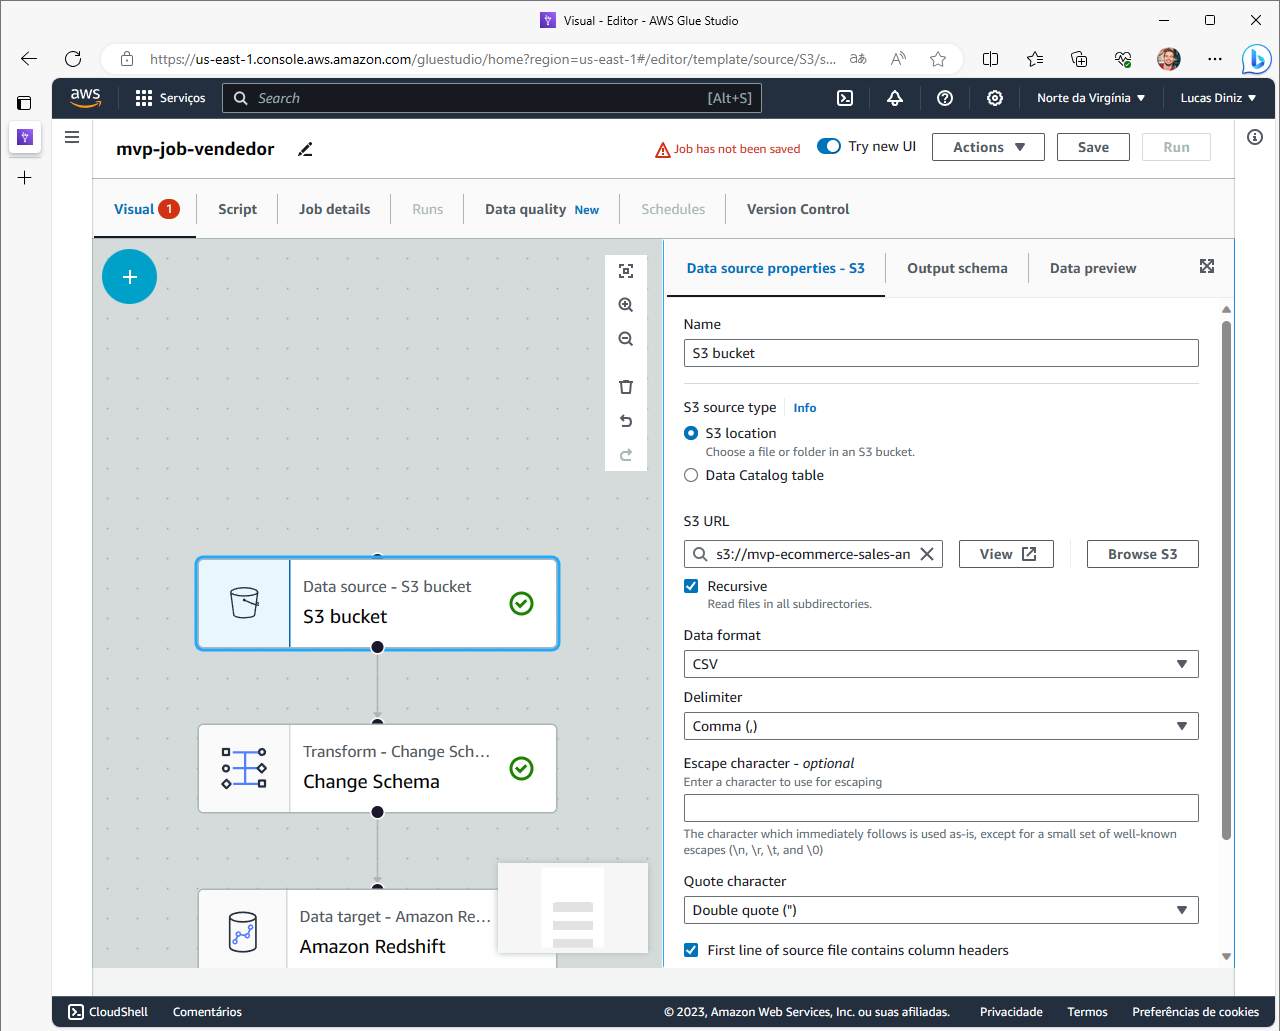 Visual - Editor - AWS Glue Studio
https://us-east-1.console.aws.amazon.com/gluestudio/home?region=us-east-1#/editor/template/source/S3/s...
aws
Serviços
Search
[Alt+S]
Norte da Virgínia
Lucas Diniz
mvp-job-vendedor
Job has not been saved
Try new UI
Actions
Save
Run
Visual 1
Script
Job details
Runs
Data quality New
Schedules
Version Control
Data source properties - S3
Output schema
Data preview
Name
S3 bucket
S3 source type
Info
S3 location
Choose a file or folder in an S3 bucket.
Data Catalog table
S3 URL
s3://mvp-ecommerce-sales-an
View
Browse S3
Recursive
Read files in all subdirectories.
Data format
CSV
Delimiter
Comma (,)
Escape character - optional
Enter a character to use for escaping
The character which immediately follows is used as-is, except for a small set of well-known
escapes (\n, \r, \t, and \0)
Quote character
Double quote (")
First line of source file contains column headers
Data source - S3 bucket
S3 bucket
Transform - Change Sch...
Change Schema
Data target - Amazon Re...
Amazon Redshift
CloudShell
Comentários
© 2023, Amazon Web Services, Inc. ou suas afiliadas.
Privacidade
Termos
Preferências de cookies